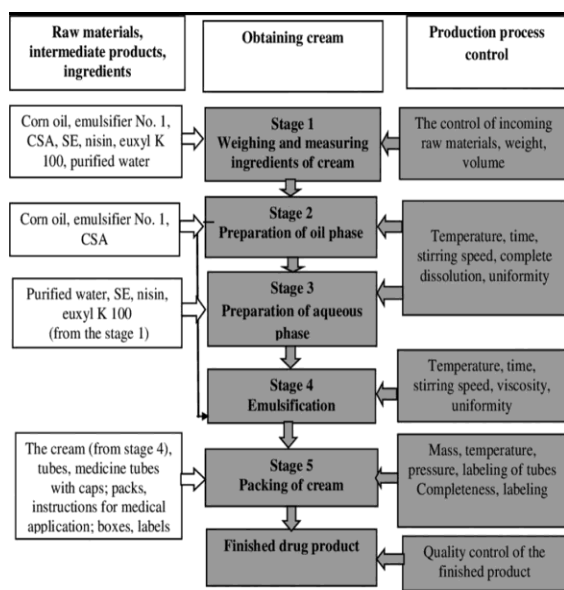 Raw materials,
intermediate products,
ingredients
Obtaining cream
Production process
control
Corn oil, emulsifier No. 1,
CSA, SE, nisin, euxyl K
100, purified water
Stage 1
Weighing and measuring
ingredients of cream
The control of incoming
raw materials, weight,
volume
Corn oil, emulsifier No. 1,
CSA
Stage 2
Preparation of oil phase
Temperature, time,
stirring speed, complete
dissolution, uniformity
Purified water, SE, nisin,
euxyl K 100
(from the stage 1)
Stage 3
Preparation of aqueous
phase
Stage 4
Emulsification
Temperature, time,
stirring speed, viscosity,
uniformity
The cream (from stage 4),
tubes, medicine tubes
with caps; packs,
instructions for medical
application; boxes, labels
Stage 5
Packing of cream
Mass, temperature,
pressure, labeling of tubes
Completeness, labeling
Finished drug product
Quality control of the
finished product